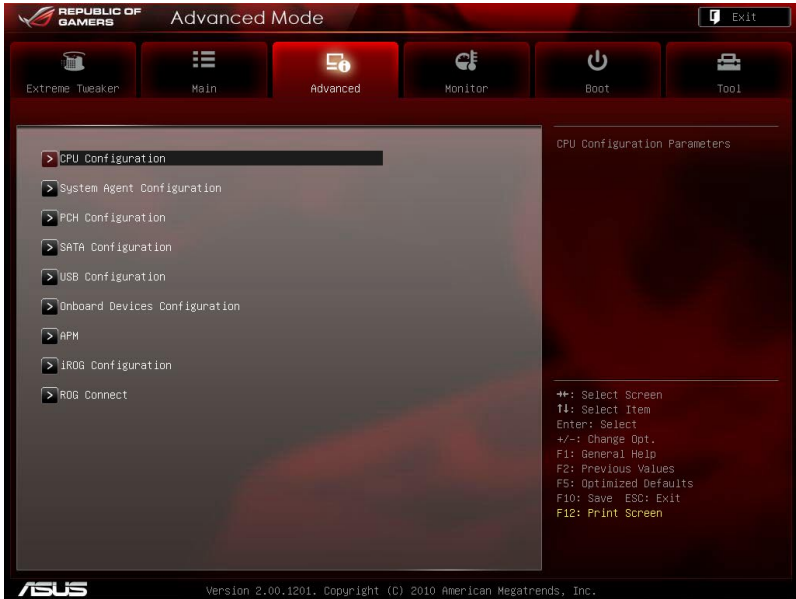 REPUBLIC OF
GAMERS
Advanced Mode
Exit
Extreme Tweaker
Main
Advanced
Monitor
Boot
Tool
> CPU Configuration
> System Agent Configuration
> PCH Configuration
> SATA Configuration
> USB Configuration
> Onboard Devices Configuration
> APM
> iROG Configuration
> ROG Connect
CPU Configuration Parameters
→←: Select Screen
↑↓: Select Item
Enter: Select
+/-: Change Opt.
F1: General Help
F2: Previous Values
F5: Optimized Defaults
F10: Save ESC: Exit
F12: Print Screen
ASUS
Version 2.00.1201. Copyright (C) 2010 American Megatrends, Inc.